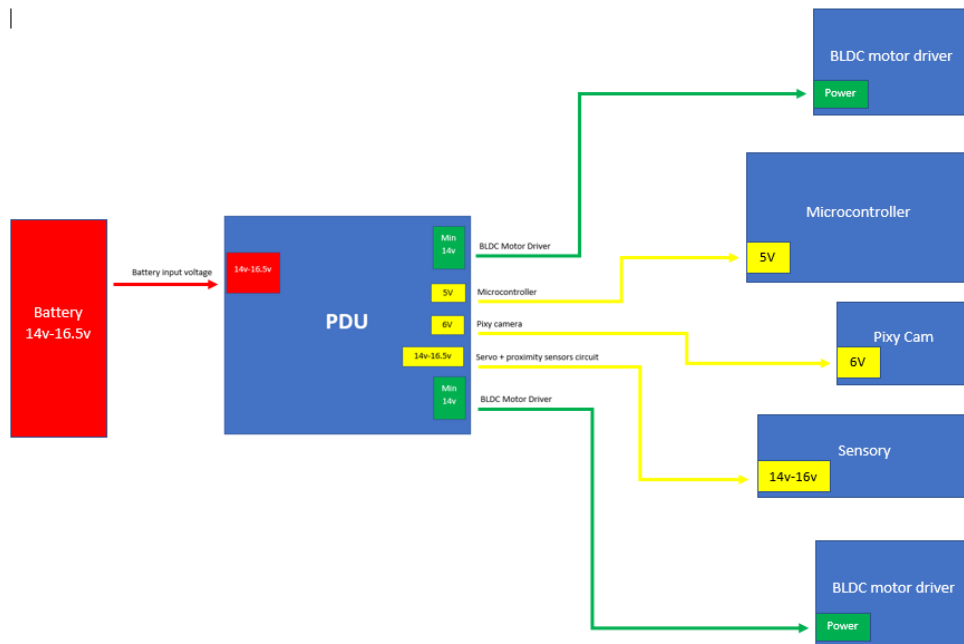 BLDC motor driver
Power
Microcontroller
5V
Min
14v
BLDC Motor Driver
Battery input voltage
14v-16.5v
5V
Microcontroller
Battery
14v-16.5v
PDU
6V
Pixy camera
Pixy Cam
6V
14v-16.5v
Servo + proximity sensors circuit
Min
14v
BLDC Motor Driver
Sensory
14v-16v
BLDC motor driver
Power